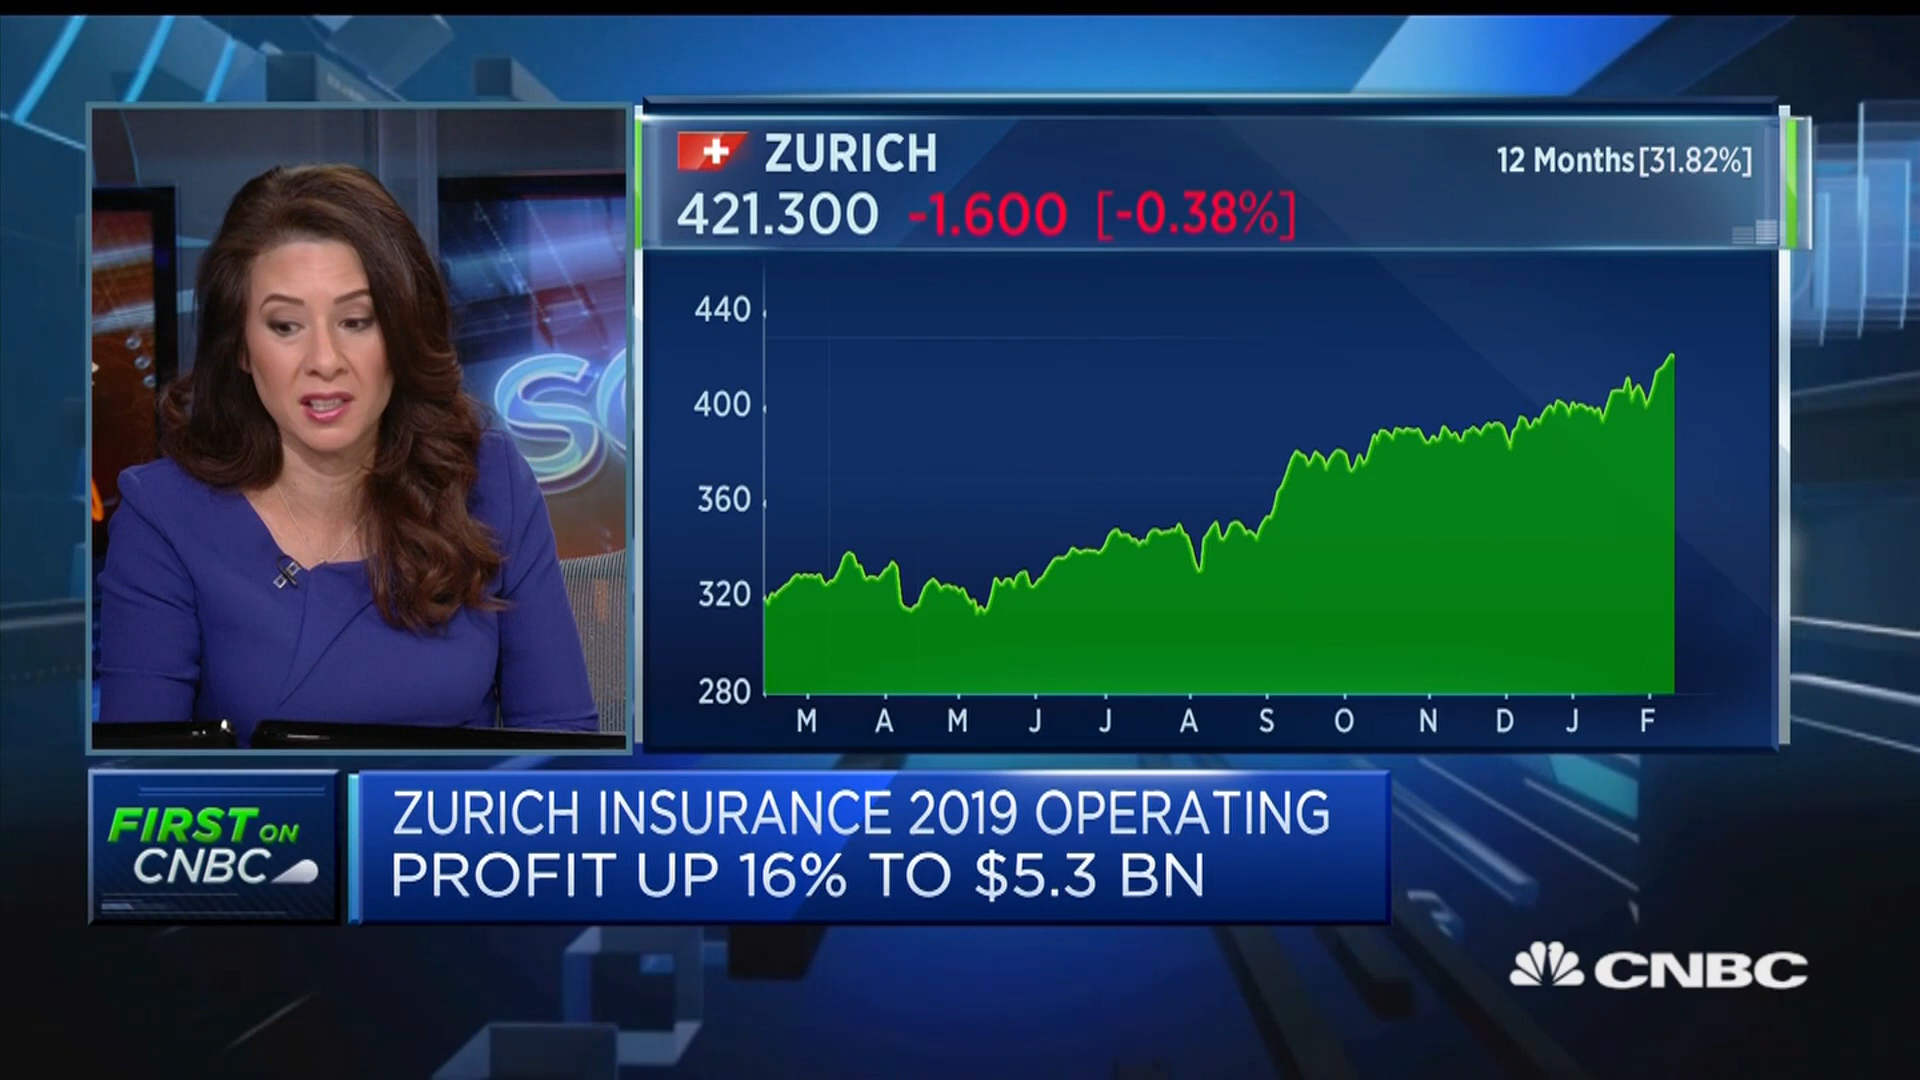 ZURICH
12 Months[31.82%]
421.300 -1.600 [-0.38%]
440
400
360
320
280
M A M J J A S O N D J F
FIRST ON
CNBC
ZURICH INSURANCE 2019 OPERATING
PROFIT UP 16% TO $5.3 BN
CNBC